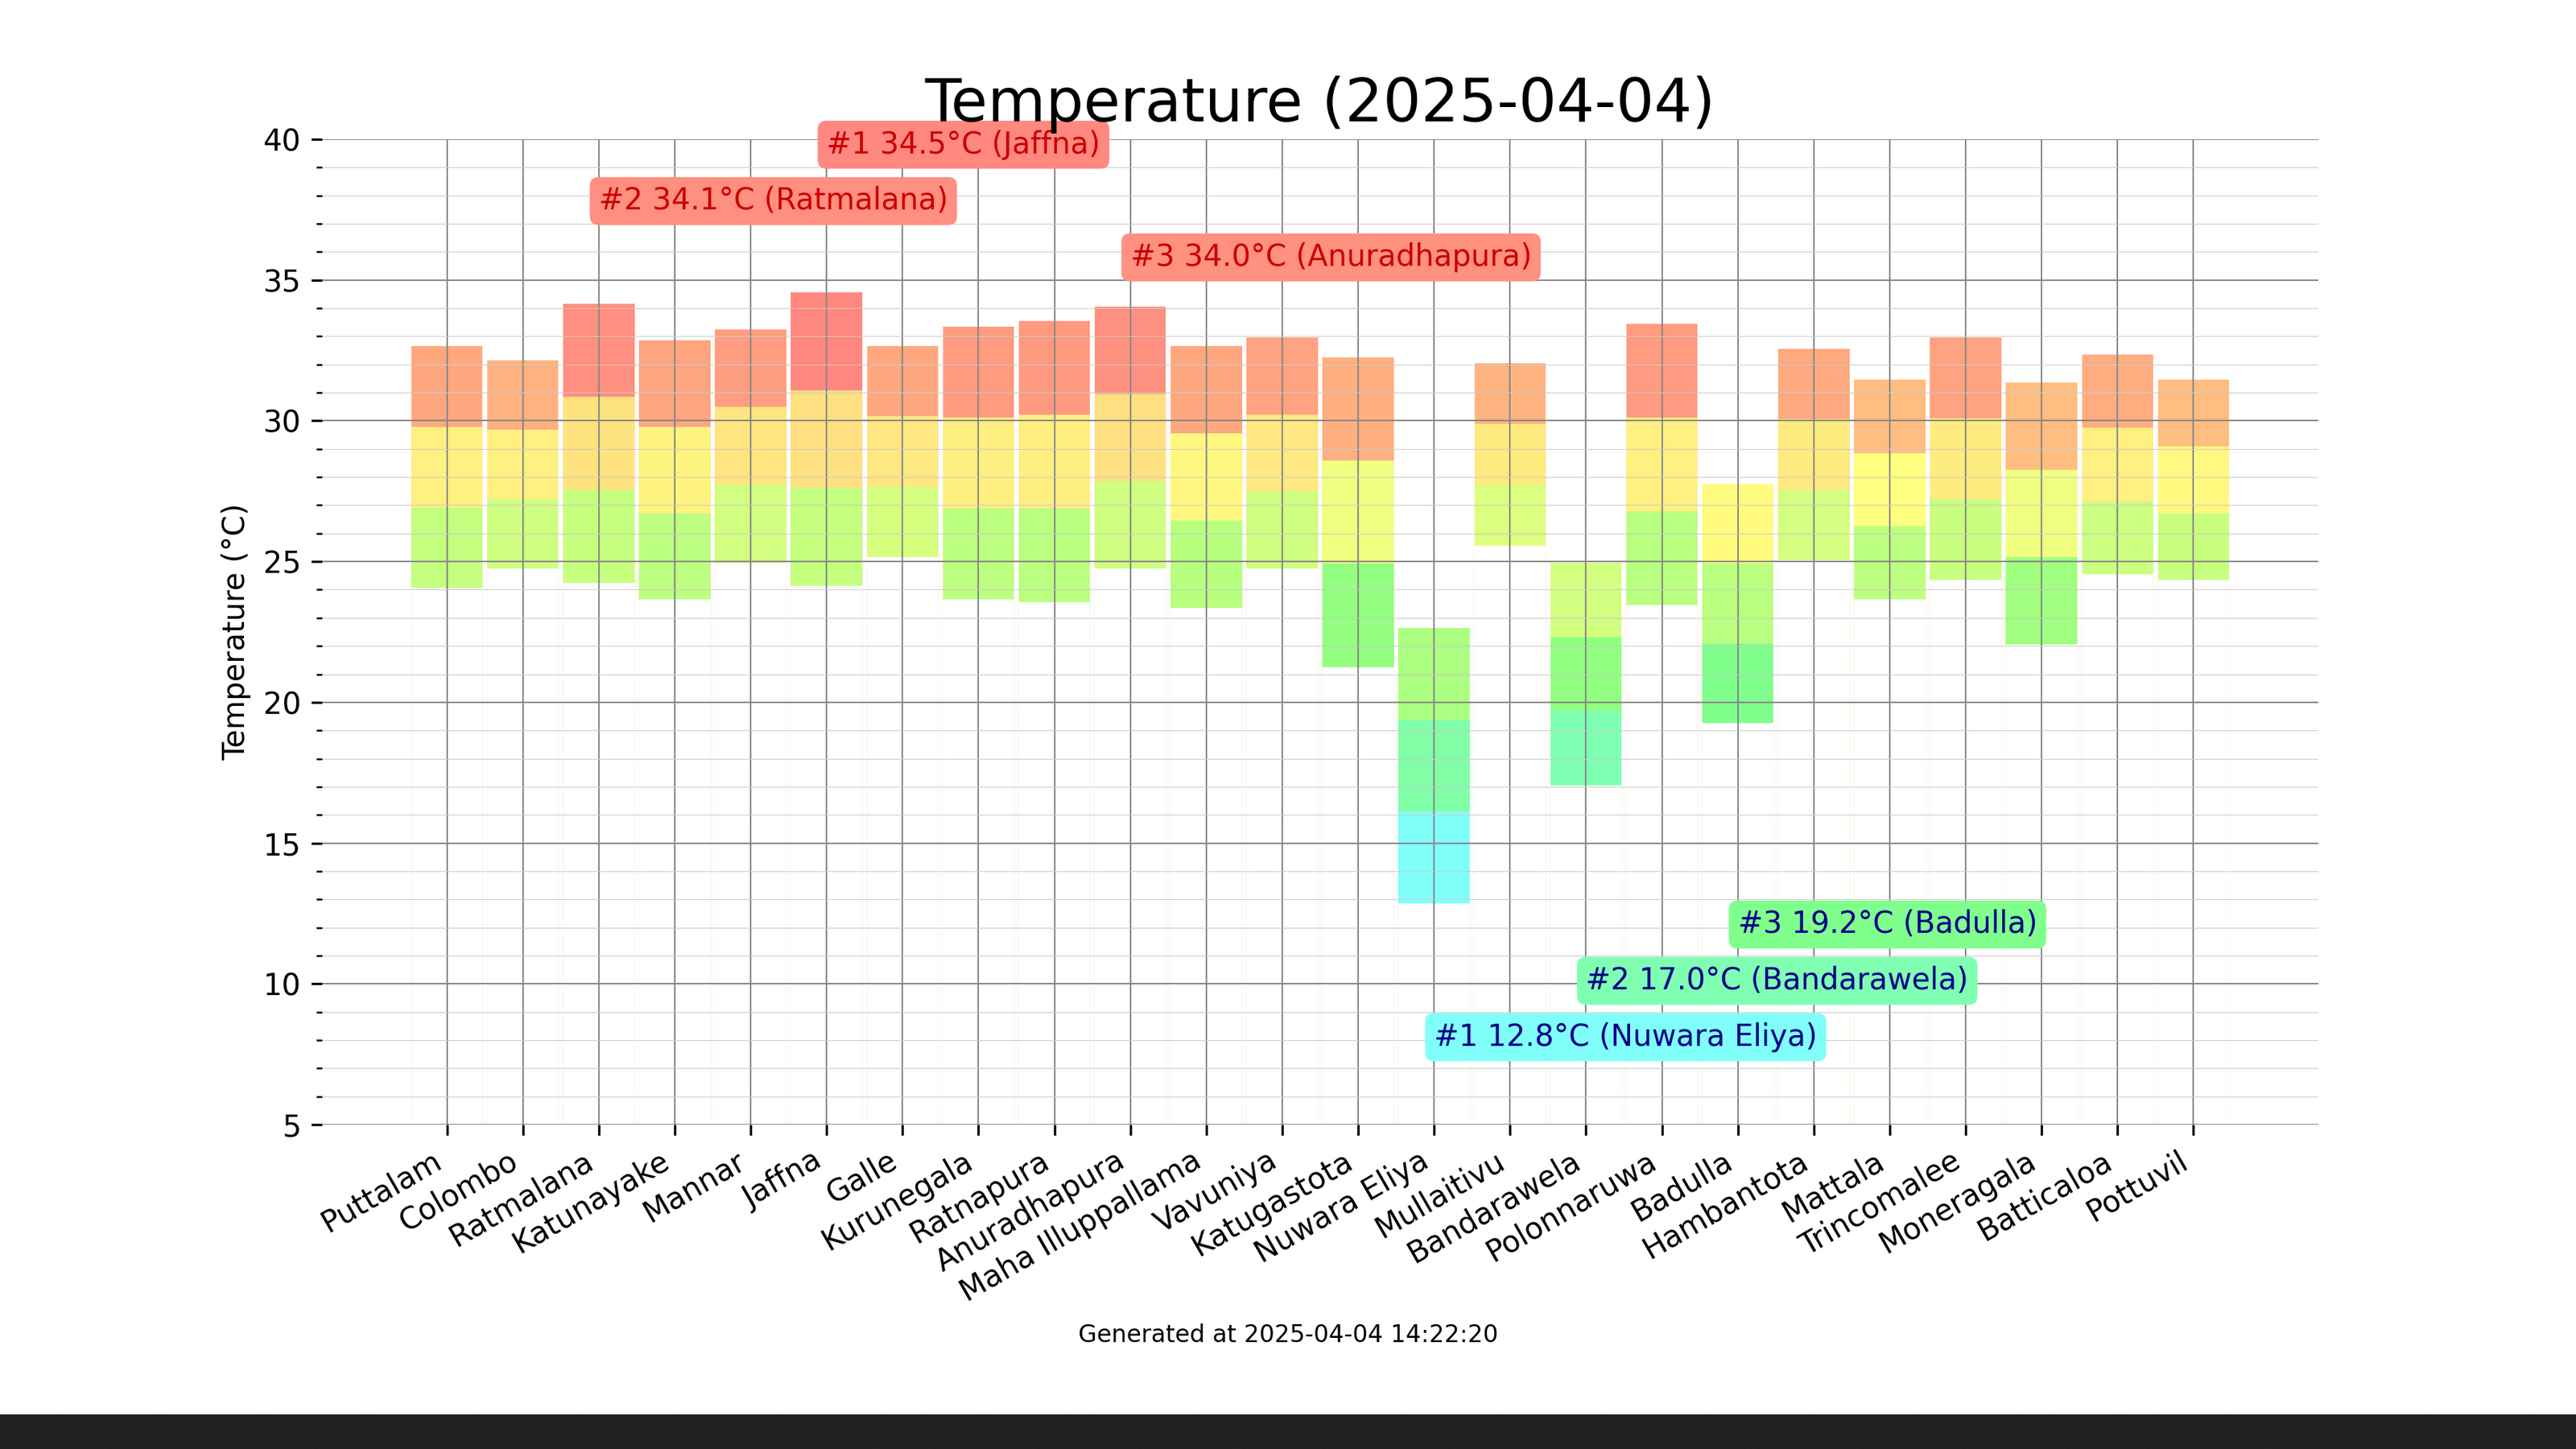 Temperature (2025-04-04)
#1 34.5°C (Jaffna)
#2 34.1°C (Ratmalana)
#3 34.0°C (Anuradhapura)
40
35
30
25
20
15
10
5
Temperature (°C)
#3 19.2°C (Badulla)
#2 17.0°C (Bandarawela)
#1 12.8°C (Nuwara Eliya)
Puttalam
Colombo
Ratmalana
Katunayake
Mannar
Jaffna
Galle
Kurunegala
Ratnapura
Anuradhapura
Maha Illuppallama
Vavuniya
Katugastota
Nuwara Eliya
Mullaitivu
Bandarawela
Polonnaruwa
Badulla
Hambantota
Mattala
Trincomalee
Moneragala
Batticaloa
Pottuvil
Generated at 2025-04-04 14:22:20